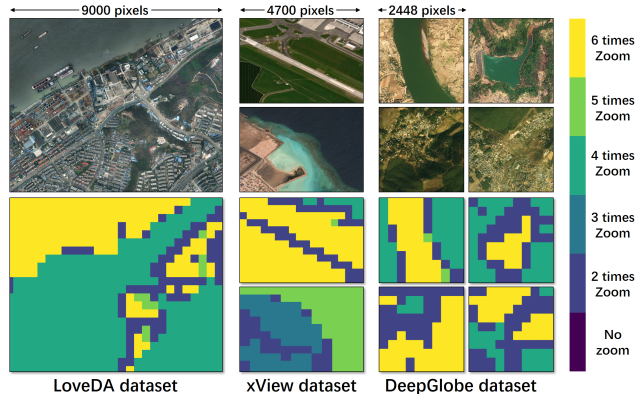 9000 pixels
4700 pixels
2448 pixels
6 times
Zoom
5 times
Zoom
4 times
Zoom
3 times
Zoom
2 times
Zoom
No
zoom
LoveDA dataset
xView dataset
DeepGlobe dataset